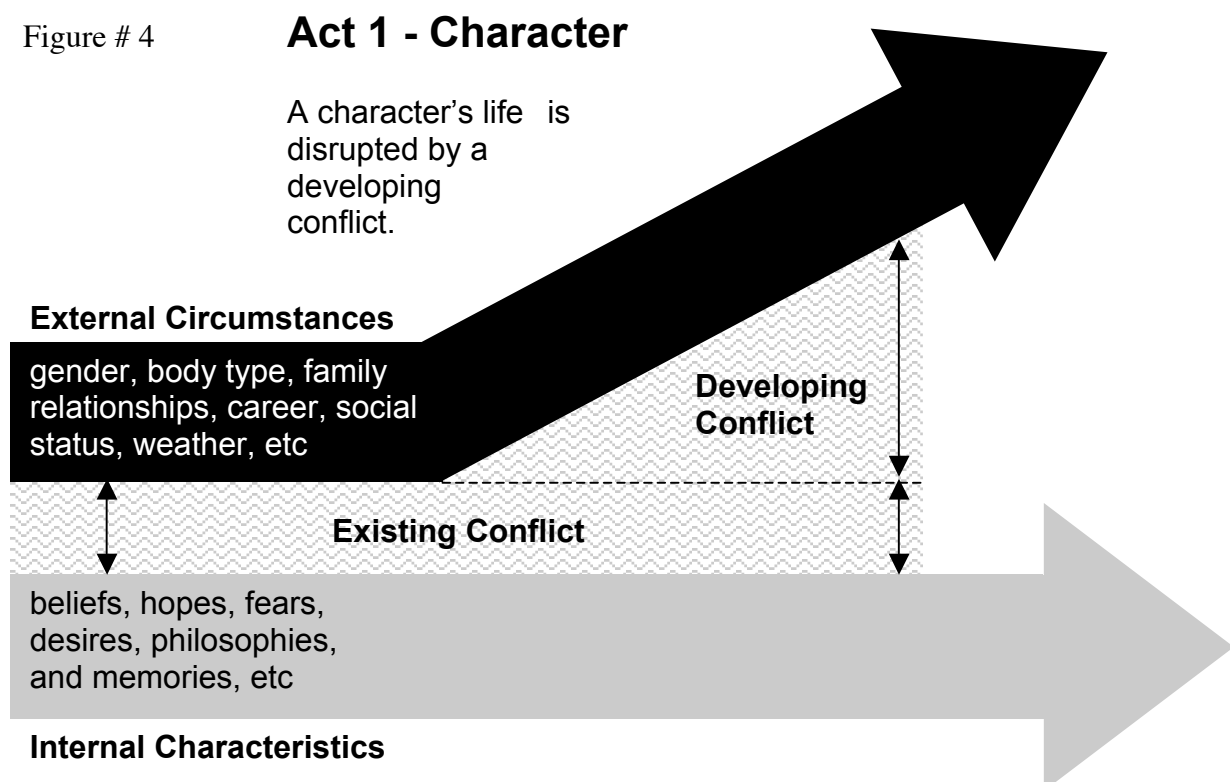 Figure # 4
Act 1 - Character
A character’s life is
disrupted by a
developing
conflict.
External Circumstances
gender, body type, family
relationships, career, social
status, weather, etc
Developing
Conflict
Existing Conflict
beliefs, hopes, fears,
desires, philosophies,
and memories, etc
Internal Characteristics